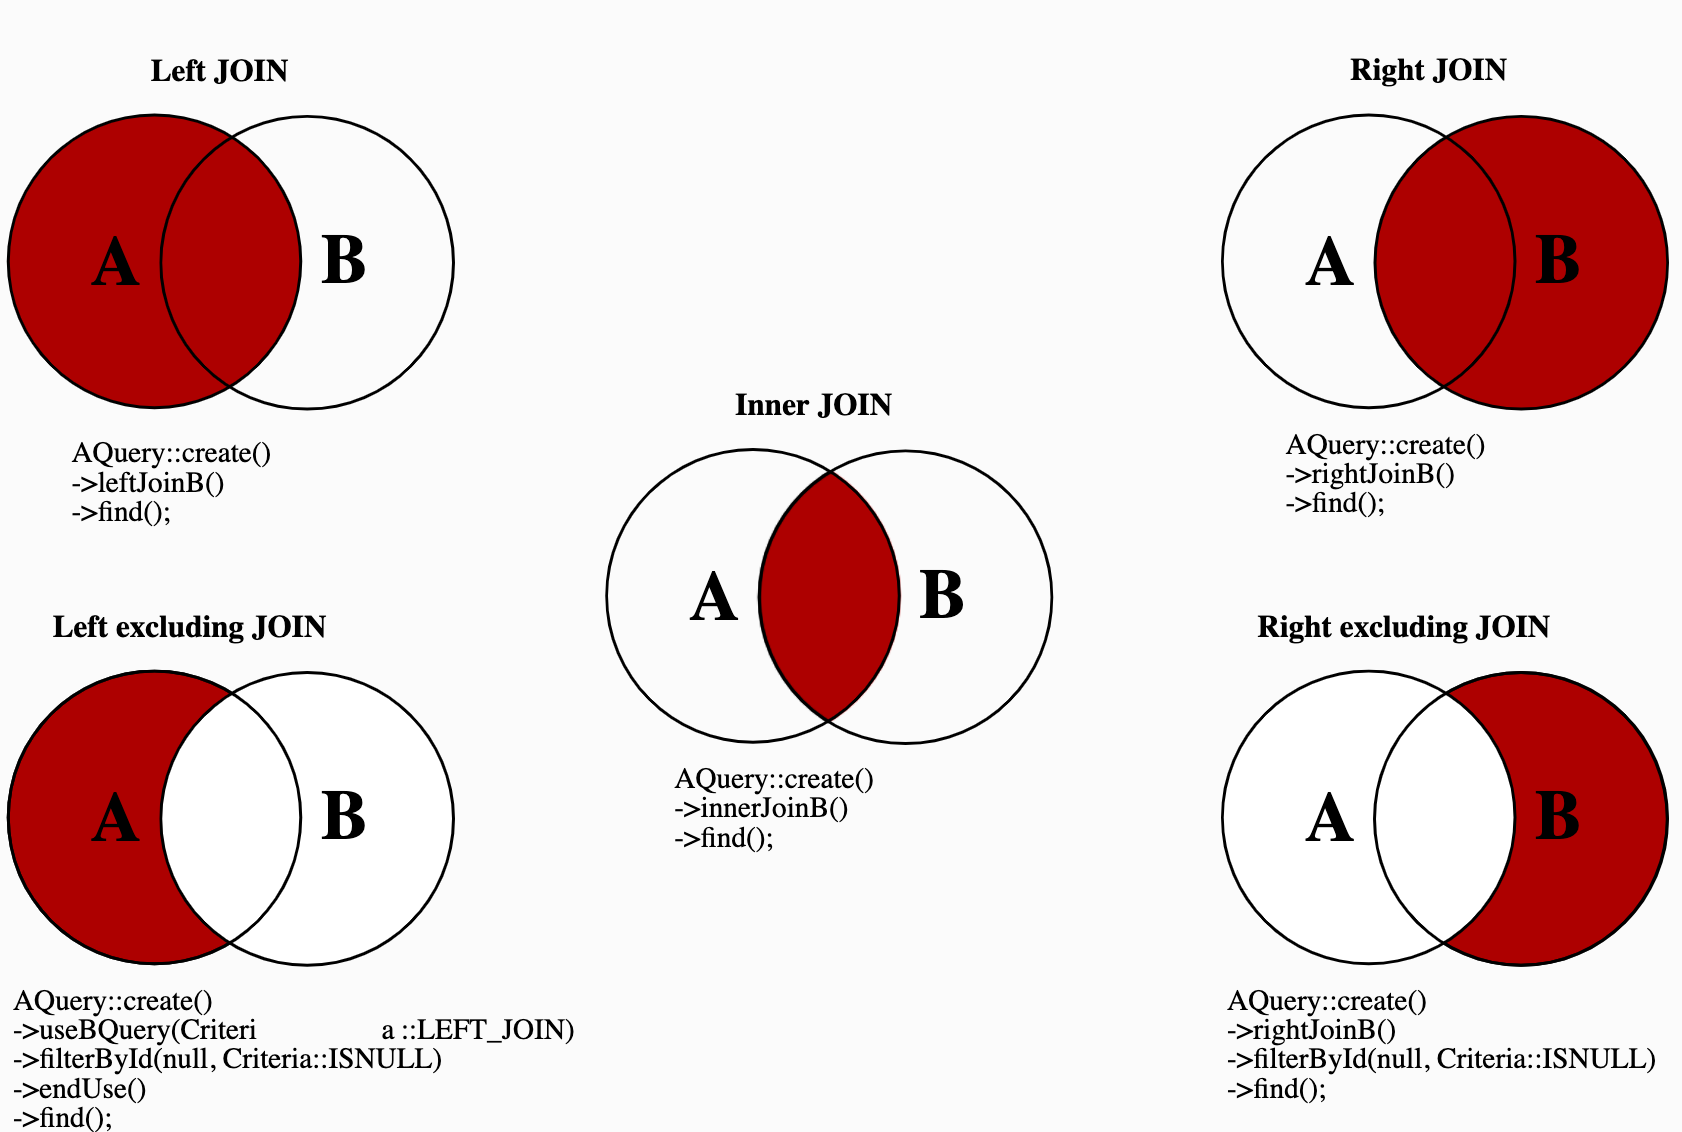 Left JOIN
A
B
AQuery::create()
->leftJoinB()
->find();
Right JOIN
A
B
AQuery::create()
->rightJoinB()
->find();
Inner JOIN
A
B
AQuery::create()
->innerJoinB()
->find();
Left excluding JOIN
A
B
AQuery::create()
->useBQuery(Criteri a ::LEFT_JOIN)
->filterById(null, Criteria::ISNULL)
->endUse()
->find();
Right excluding JOIN
A
B
AQuery::create()
->rightJoinB()
->filterById(null, Criteria::ISNULL)
->find();